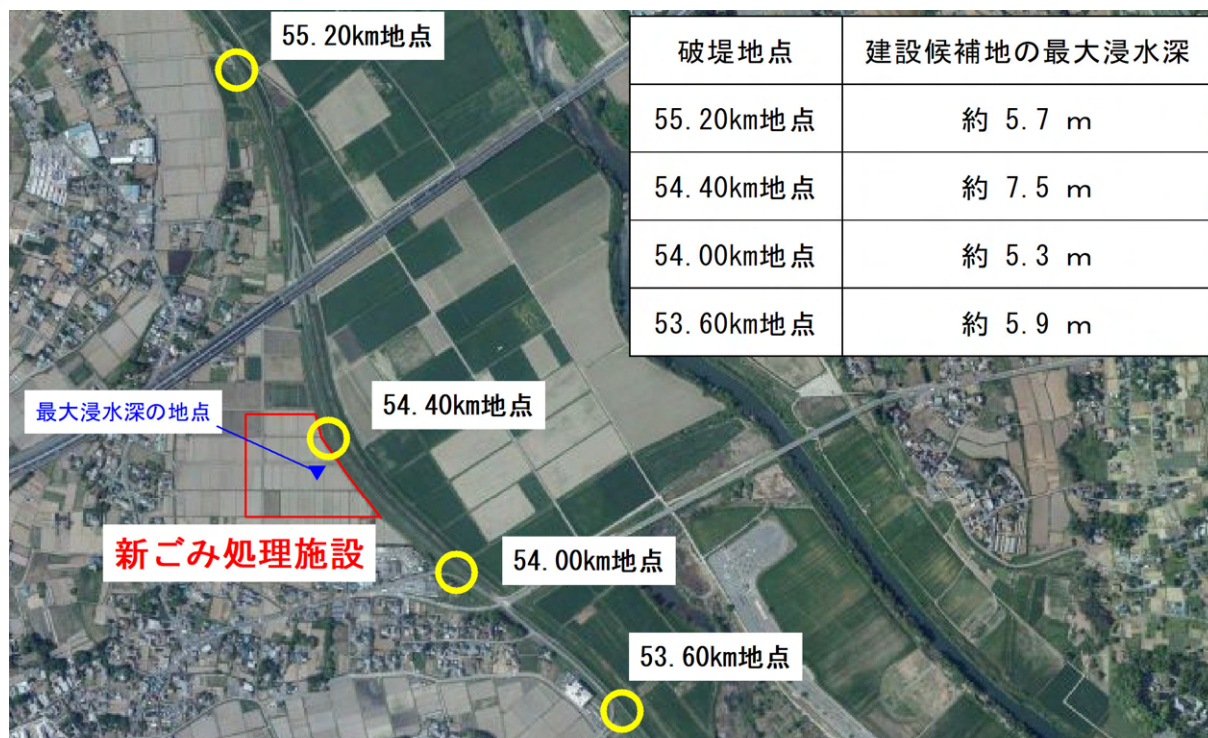 55.20km地点
破堤地点 建設候補地の最大浸水深
55.20km地点 約 5.7 m
54.40km地点 約 7.5 m
54.00km地点 約 5.3 m
53.60km地点 約 5.9 m
54.40km地点
最大浸水深の地点
新ごみ処理施設
54.00km地点
53.60km地点